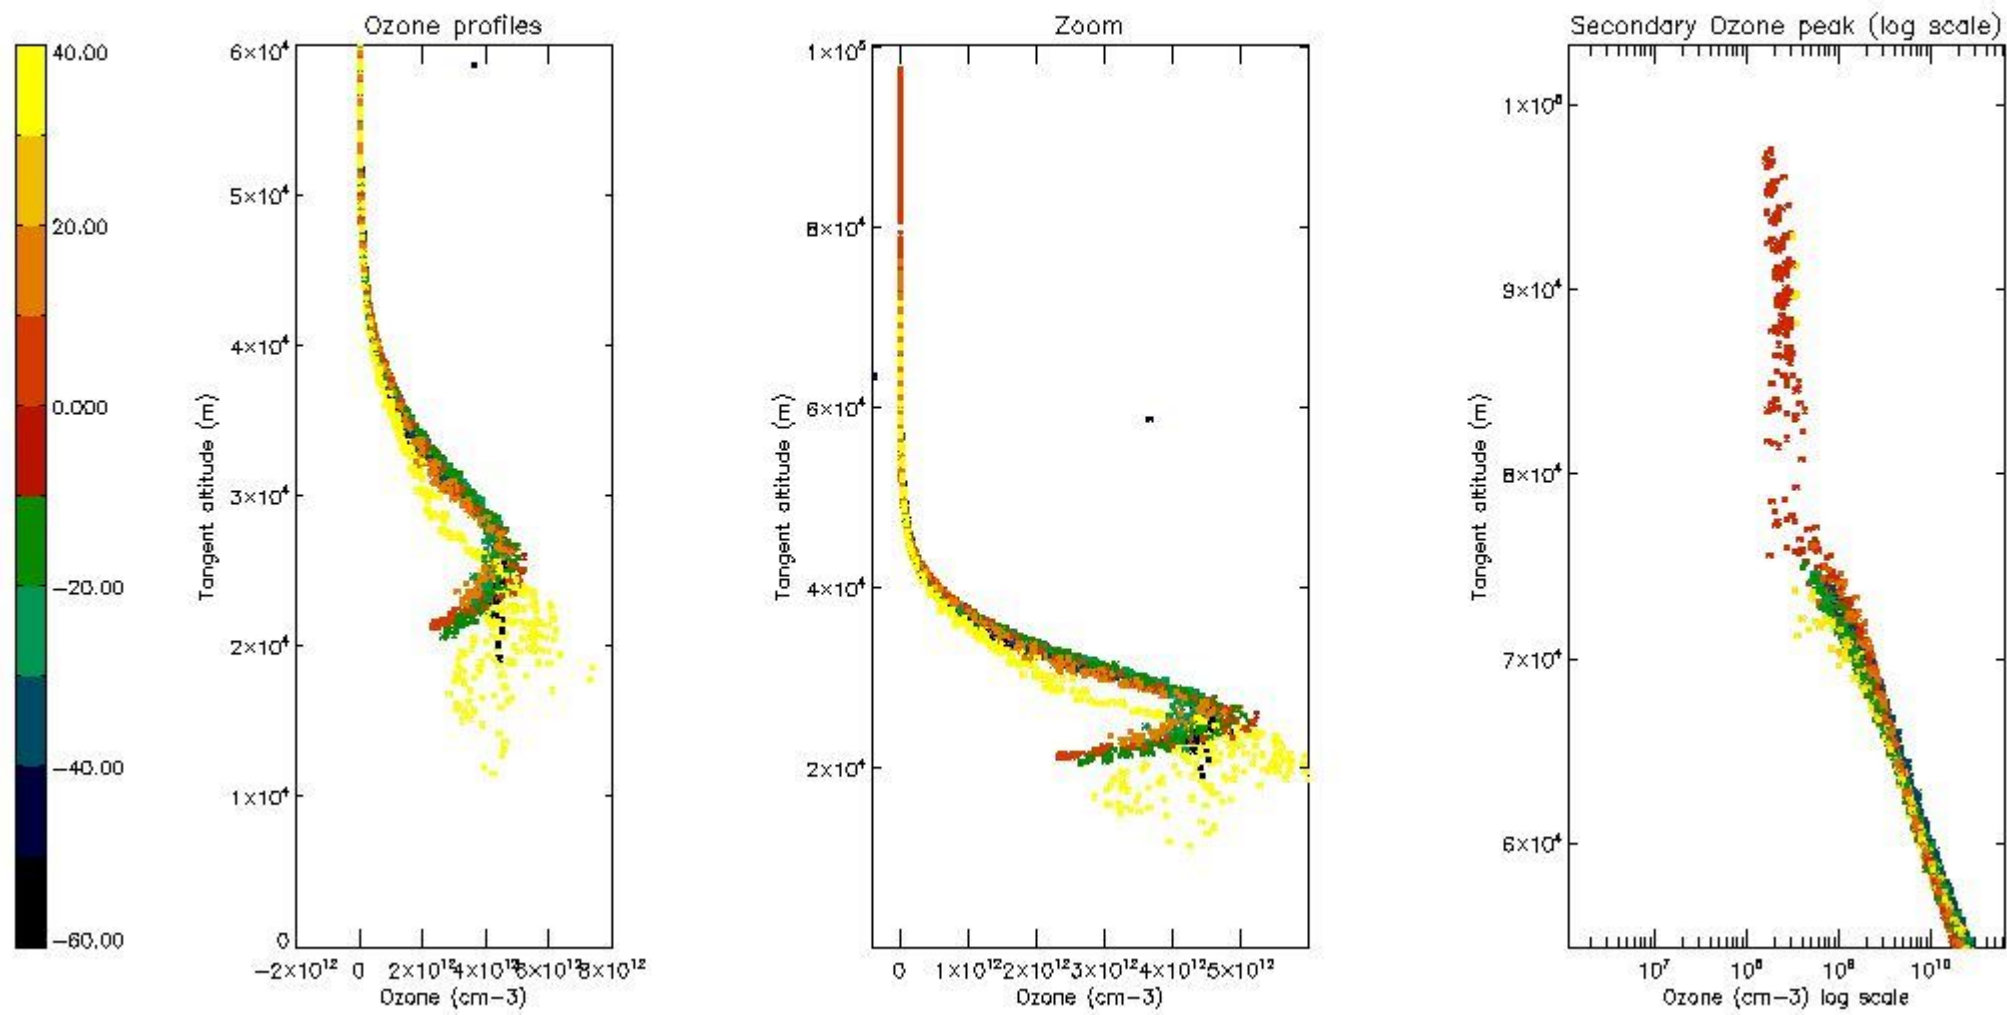 Ozone profiles
Zoom
Secondary Ozone peak (log scale)
40.00
20.00
0.000
-20.00
-40.00
-60.00
6×10⁴
5×10⁴
4×10⁴
3×10⁴
2×10⁴
1×10⁴
0
Tangent altitude (m)
-2×10¹² 0 2×10¹² 4×10¹² 6×10¹² 8×10¹²
Ozone (cm-3)
1×10⁵
8×10⁴
6×10⁴
4×10⁴
2×10⁴
Tangent altitude (m)
0 1×10¹² 2×10¹² 3×10¹² 4×10¹² 5×10¹²
Ozone (cm-3)
9×10⁴
8×10⁴
7×10⁴
6×10⁴
Tangent altitude (m)
10⁷ 10¹⁰
Ozone (cm-3) log scale